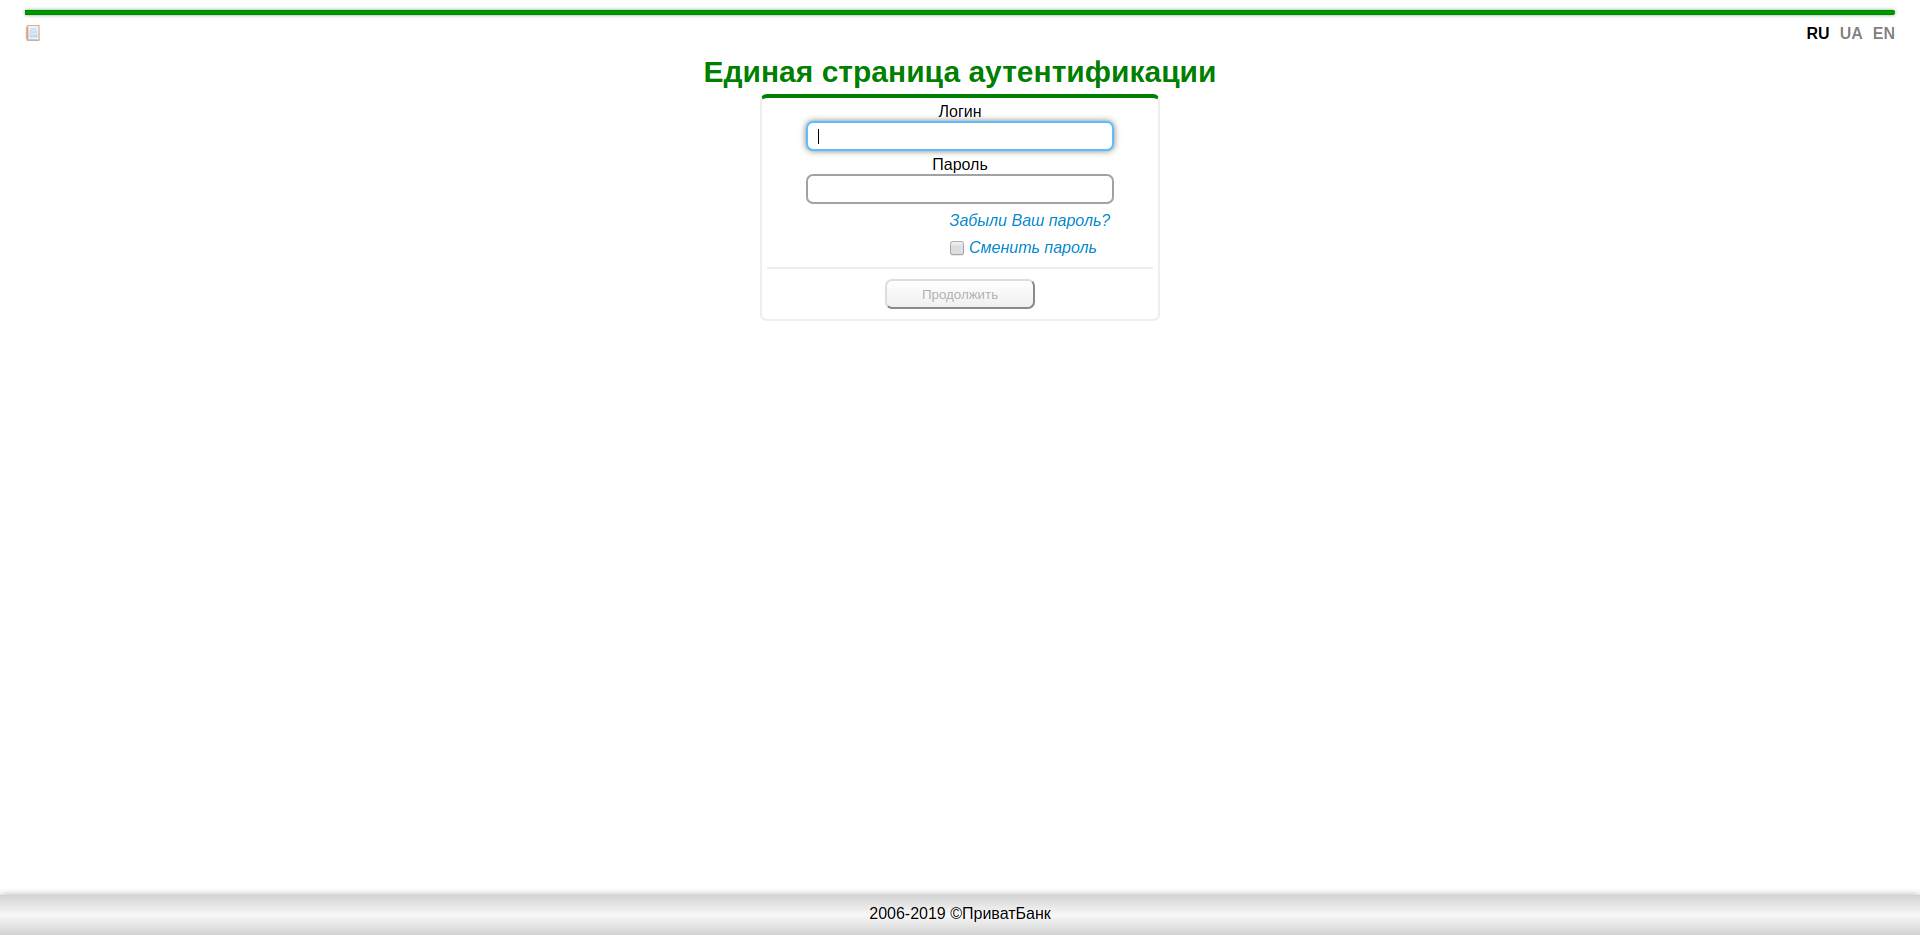 RU UA EN
Единая страница аутентификации
Логин
Пароль
Забыли Ваш пароль?
Сменить пароль
Продолжить
2006-2019 ©ПриватБанк